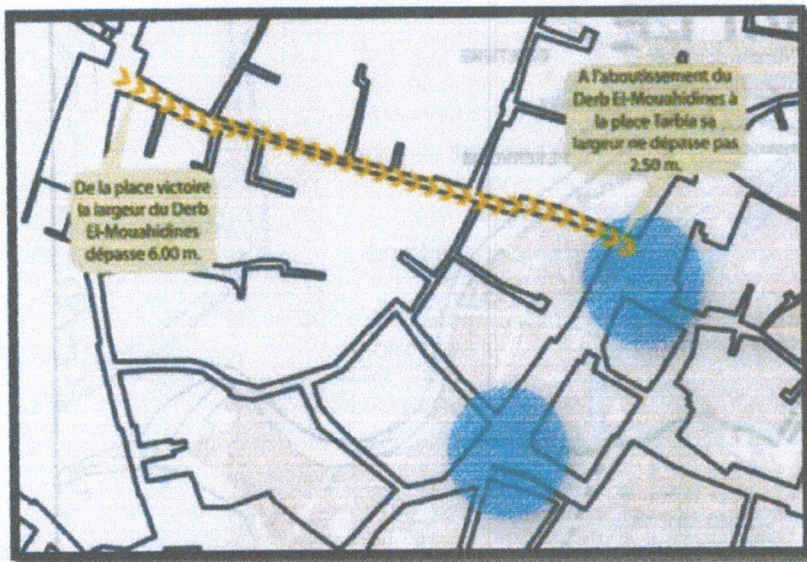 A l'aboutissement du
Derb El-Mouahidines à
la place Tarbia sa
largeur ne dépasse pas
2.50 m.
De la place victoire
la largeur du Derb
El-Mouahidines
dépasse 6.00 m.